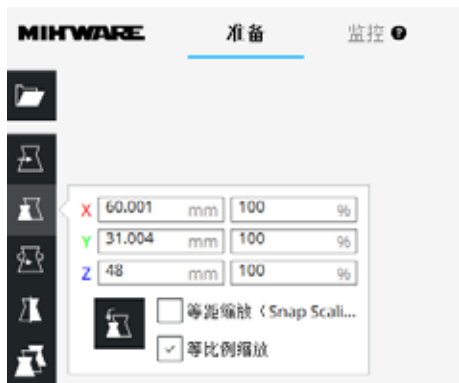 MIHWARE 准备 监控 ?
X 60.001 mm 100 %
Y 31.004 mm 100 %
Z 48 mm 100 %
等距缩放（Snap Scali...
等比例缩放